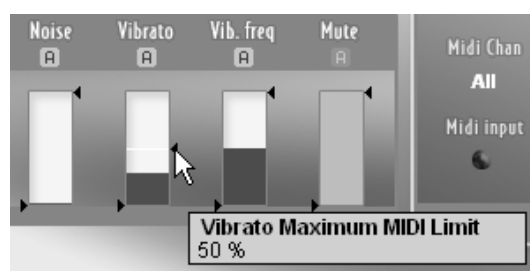 Noise Vibrato Vib. freq Mute
A A A A
Midi Chan
All
Midi input
Vibrato Maximum MIDI Limit
50 %